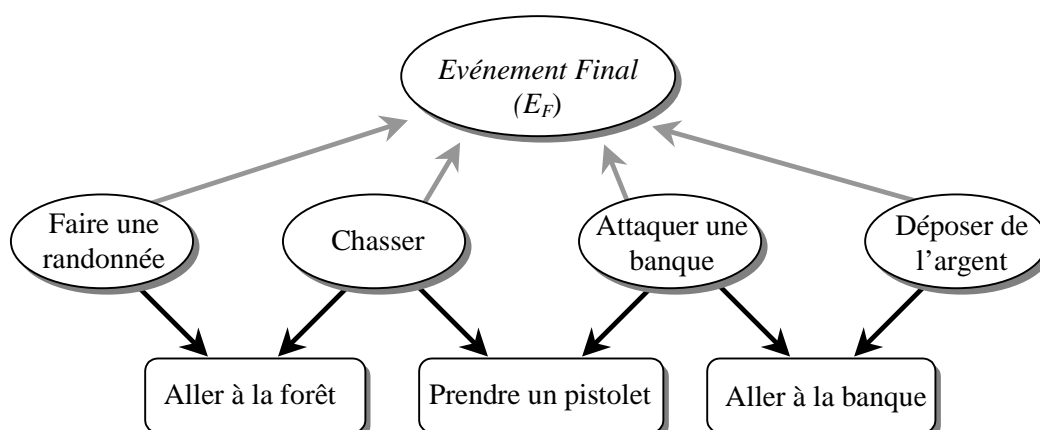 Evénement Final
(E_F)
Faire une
randonnée
Chasser
Attaquer une
banque
Déposer de
l’argent
Aller à la forêt
Prendre un pistolet
Aller à la banque